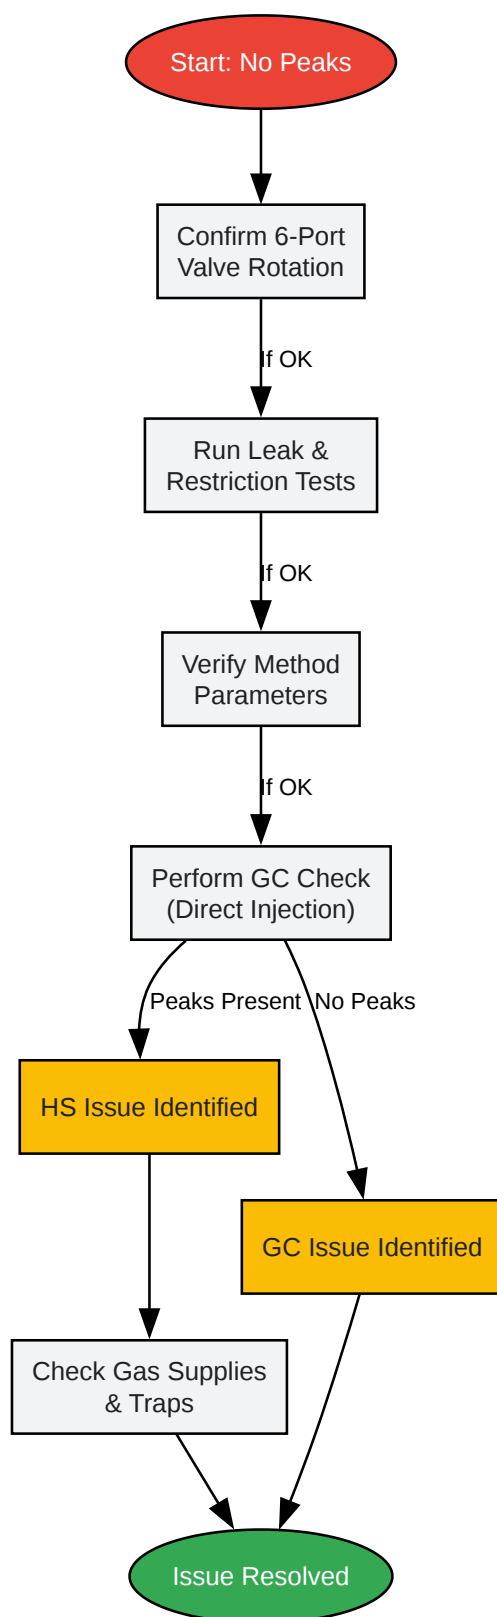 Start: No Peaks
Confirm 6-Port
Valve Rotation
If OK
Run Leak &
Restriction Tests
If OK
Verify Method
Parameters
If OK
Perform GC Check
(Direct Injection)
Peaks Present
No Peaks
HS Issue Identified
GC Issue Identified
Check Gas Supplies
& Traps
Issue Resolved